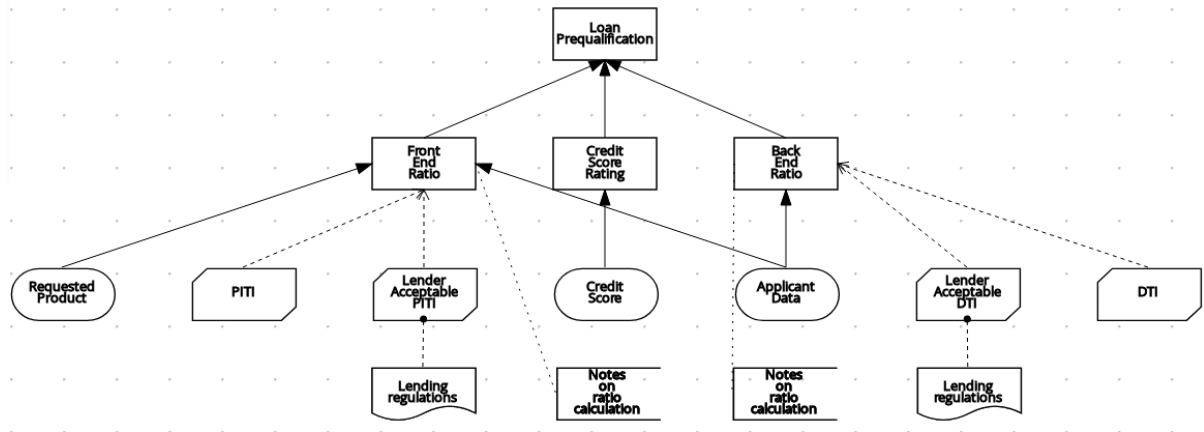 Loan
Prequalification
Front
End
Ratio
Credit
Score
Rating
Back
End
Ratio
Requested
Product
PITI
Lender
Acceptable
PITI
Credit
Score
Applicant
Data
Lender
Acceptable
DTI
DTI
Lending
regulations
Notes
on
ratio
calculation
Notes
on
ratio
calculation
Lending
regulations